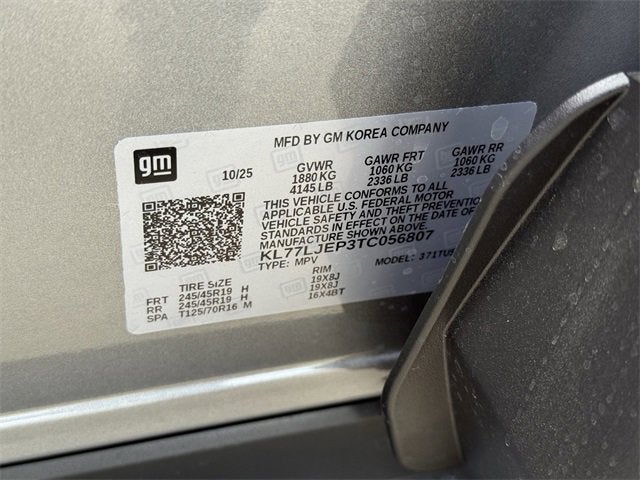 MFD BY GM KOREA COMPANY
gm
10/25
GVWR GAWR FRT GAWR RR
1880 KG 1060 KG 1060 KG
4145 LB 2336 LB 2336 LB
THIS VEHICLE CONFORMS TO ALL
APPLICABLE U.S. FEDERAL MOTOR
VEHICLE SAFETY AND THEFT PREVENTION
STANDARDS IN EFFECT ON THE DATE OF
MANUFACTURE SHOWN ABOVE.
KL77LJEP3TC056807
TYPE: MPV MODEL: 371TU5
TIRE SIZE RIM
FRT 245/45R19 H 19X8J
RR 245/45R19 H 19X8J
SPA T125/70R16 M 16X4BT